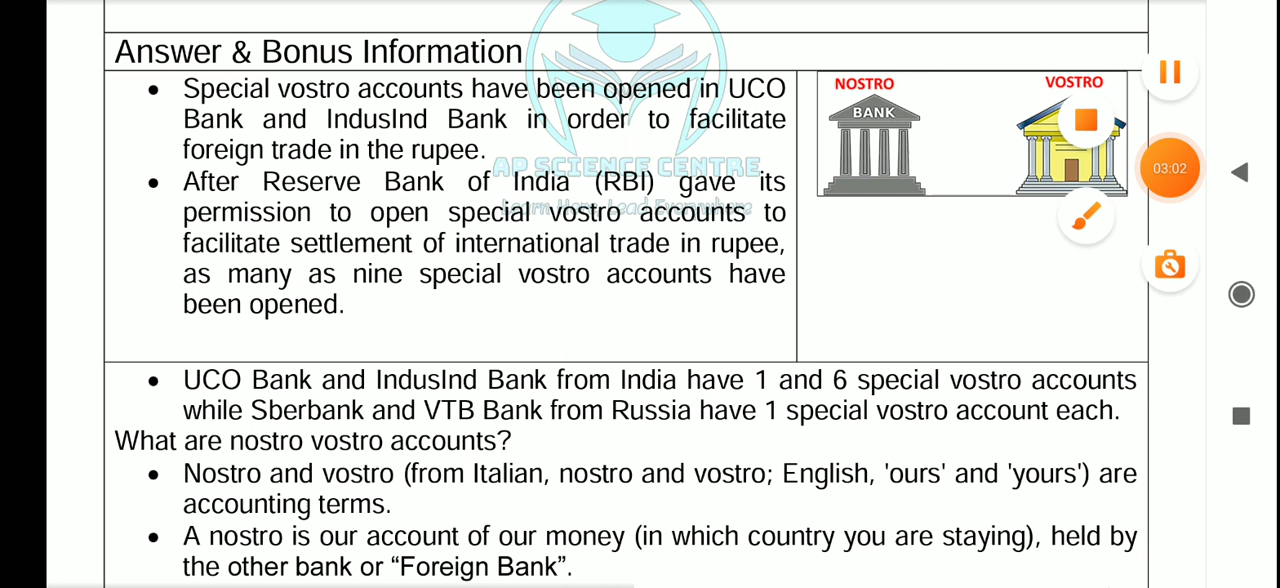 Answer & Bonus Information
• Special vostro accounts have been opened in UCO
Bank and IndusInd Bank in order to facilitate
foreign trade in the rupee.
• After Reserve Bank of India (RBI) gave its
permission to open special vostro accounts to
facilitate settlement of international trade in rupee,
as many as nine special vostro accounts have
been opened.
NOSTRO
VOSTRO
BANK
AP SCIENCE CENTRE
Learn Here, Lead Everywhere
03:02
• UCO Bank and IndusInd Bank from India have 1 and 6 special vostro accounts
while Sberbank and VTB Bank from Russia have 1 special vostro account each.
What are nostro vostro accounts?
• Nostro and vostro (from Italian, nostro and vostro; English, 'ours' and 'yours') are
accounting terms.
• A nostro is our account of our money (in which country you are staying), held by
the other bank or “Foreign Bank”.